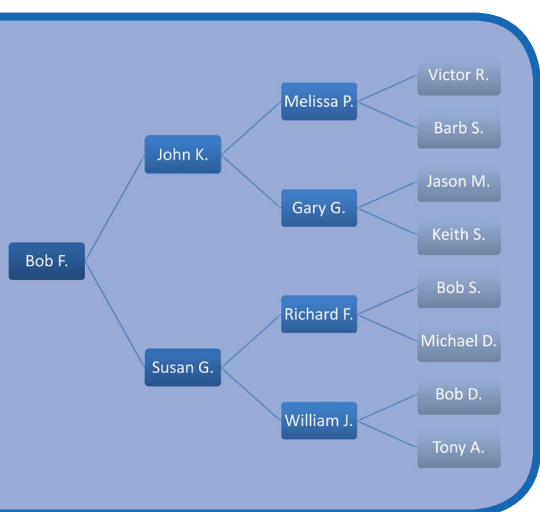 Bob F.
John K.
Susan G.
Melissa P.
Gary G.
Richard F.
William J.
Victor R.
Barb S.
Jason M.
Keith S.
Bob S.
Michael D.
Bob D.
Tony A.